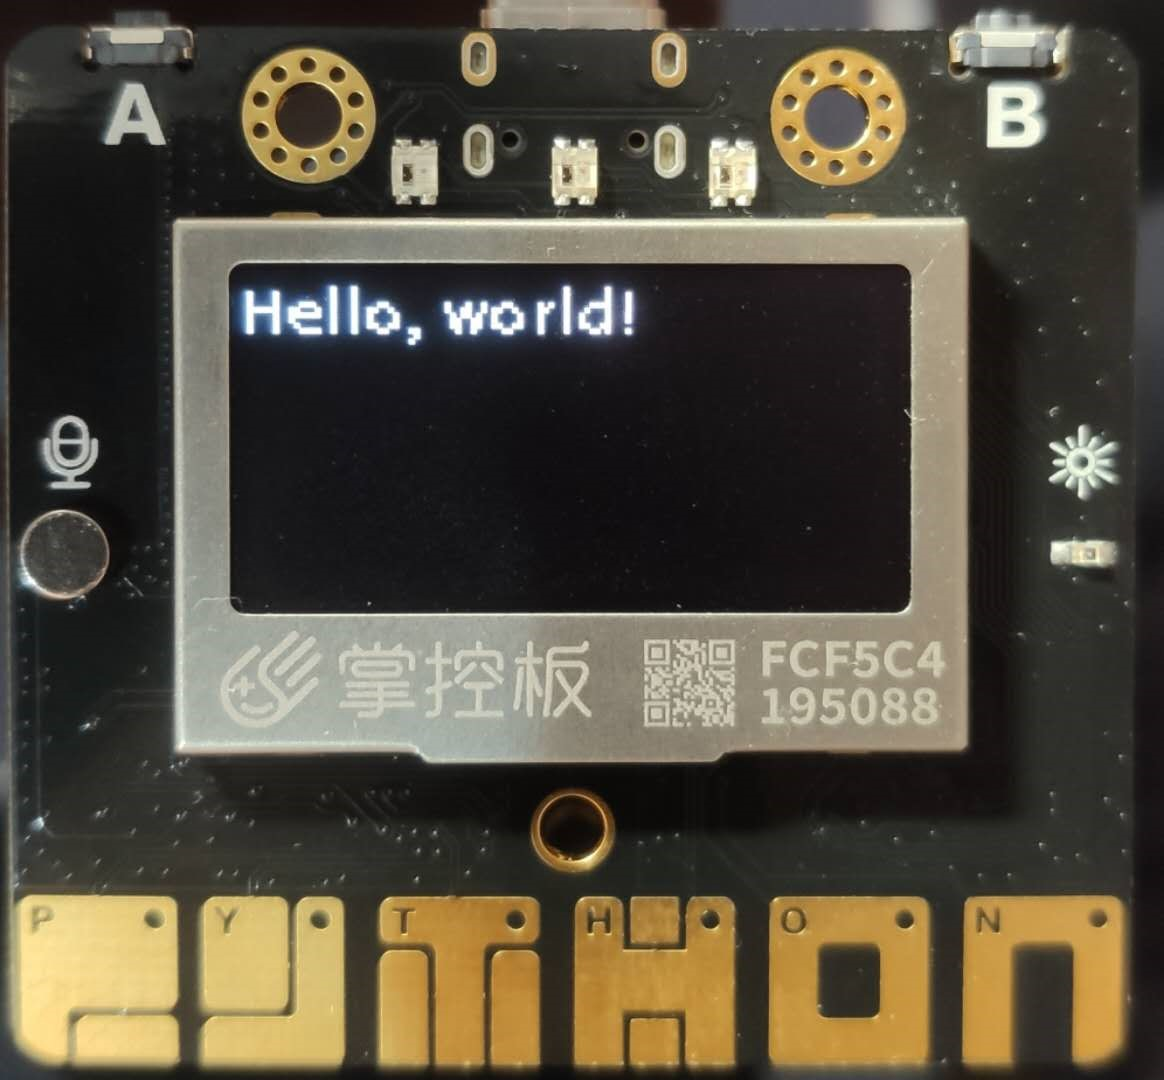 A
B
Hello, world!
掌控板
FCF5C4
195088
P Y T H O N